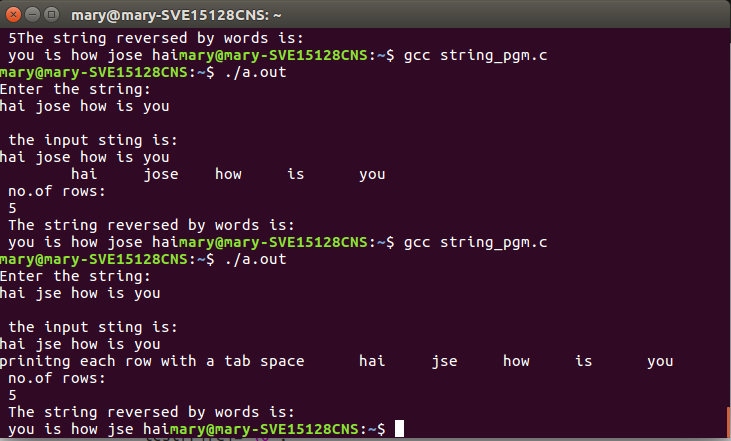 mary@mary-SVE15128CNS: ~
 5The string reversed by words is:
 you is how jose haimary@mary-SVE15128CNS:~$ gcc string_pgm.c
mary@mary-SVE15128CNS:~$ ./a.out
Enter the string:
hai jose how is you

 the input sting is:
hai jose how is you
        hai     jose    how     is      you
 no.of rows:
 5
 The string reversed by words is:
 you is how jose haimary@mary-SVE15128CNS:~$ gcc string_pgm.c
mary@mary-SVE15128CNS:~$ ./a.out
Enter the string:
hai jse how is you

 the input sting is:
hai jse how is you
prinitng each row with a tab space      hai     jse     how     is      you
 no.of rows:
 5
 The string reversed by words is:
 you is how jse haimary@mary-SVE15128CNS:~$